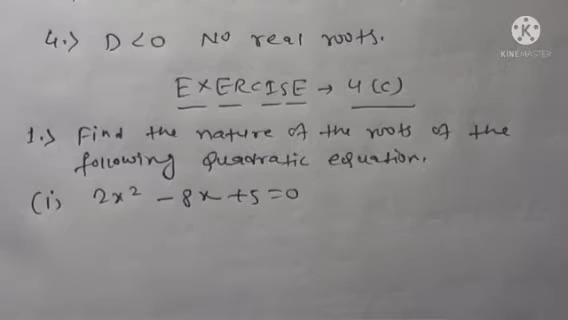 4.> D<0 No real roots.
KINEMASTER
EXERCISE → 4(C)
1.> Find the nature of the roots of the
following quadratic equation.
(i) 2x² - 8x + 5 = 0